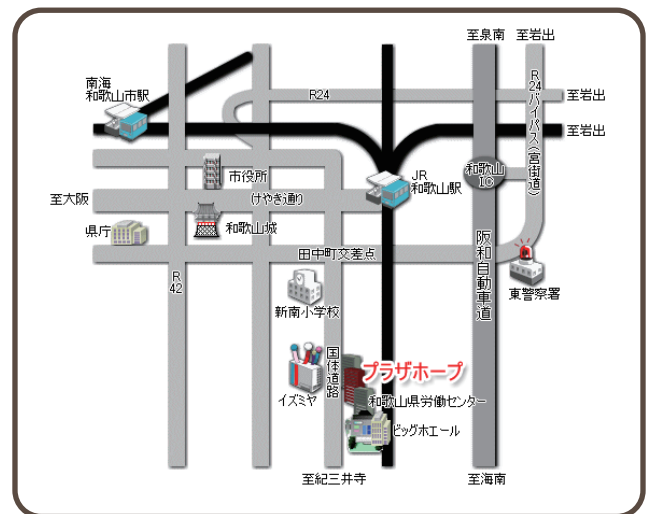 至泉南
至岩出
南海
和歌山市駅
R24
至岩出
R24バイパス(宮街道)
至岩出
市役所
JR
和歌山駅
和歌山
IC
至大阪
けやき通り
県庁
和歌山城
田中町交差点
阪和自動車道
R
42
東警察署
新南小学校
国体道路
プラザホープ
イズミヤ
和歌山県労働センター
ビッグホエール
至紀三井寺
至海南